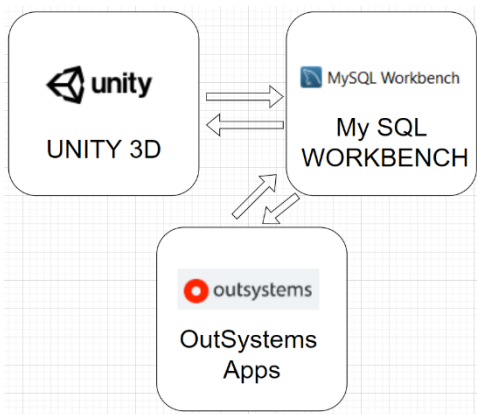 unity
UNITY 3D
MySQL Workbench
My SQL
WORKBENCH
outsystems
OutSystems
Apps